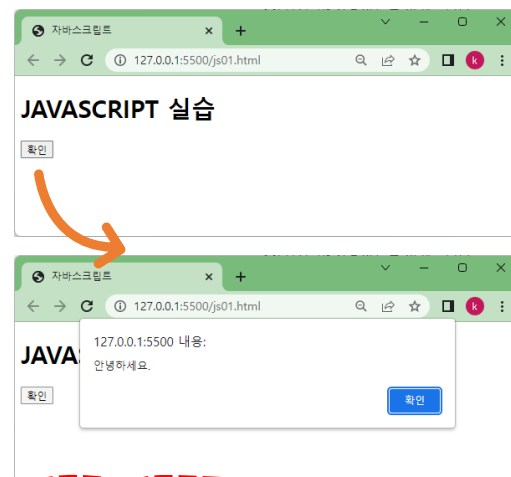 자바스크립트
127.0.0.1:5500/js01.html
k
JAVASCRIPT 실습
확인
자바스크립트
127.0.0.1:5500/js01.html
k
127.0.0.1:5500 내용:
안녕하세요.
확인
JAVA
확인